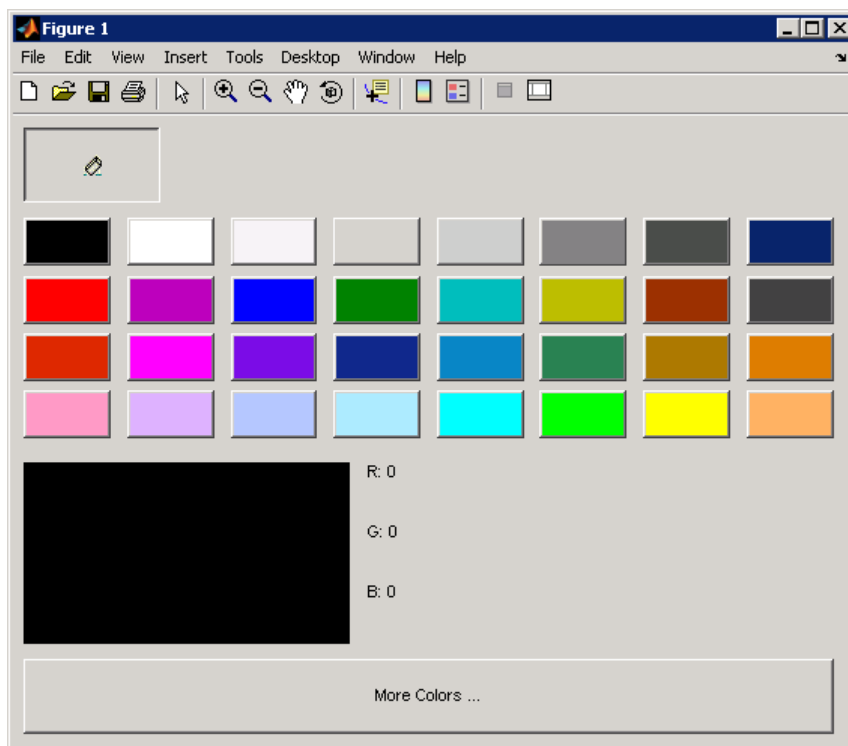 Figure 1
File Edit View Insert Tools Desktop Window Help
R: 0
G: 0
B: 0
More Colors ...